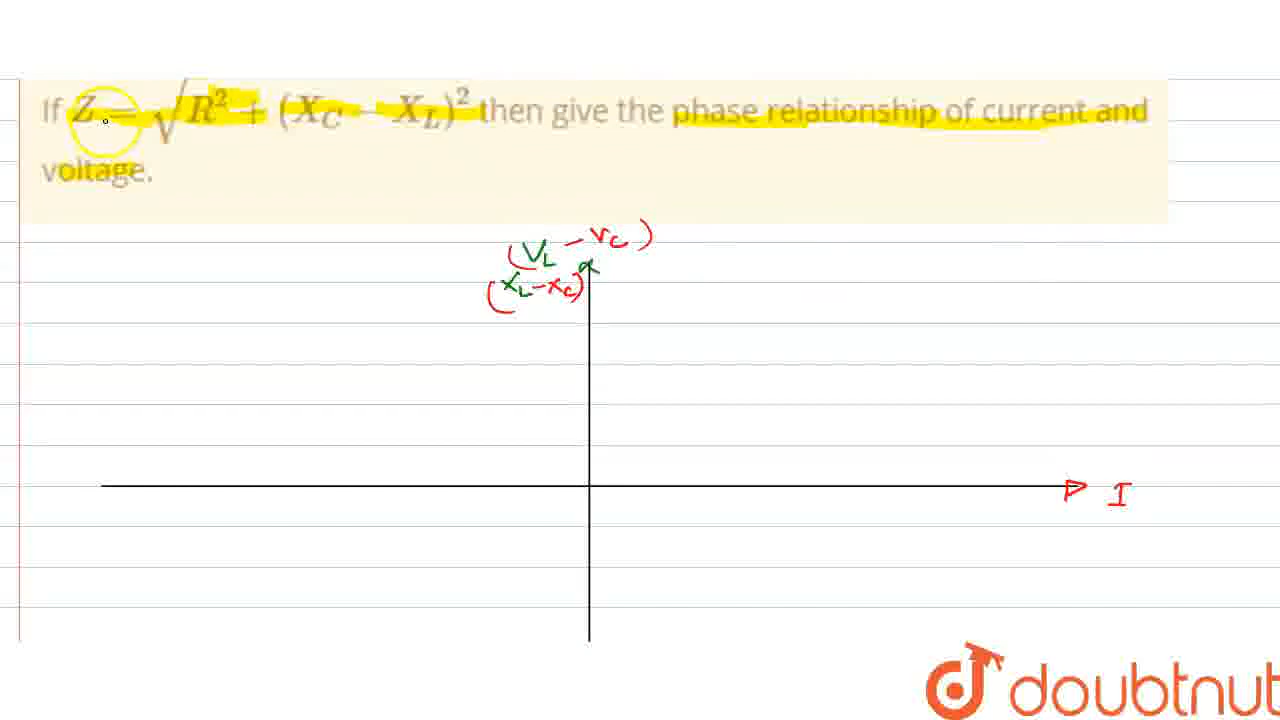 If Z = √R² + (X_C − X_L)² then give the phase relationship of current and
voltage.
(V_L − V_C)
(X_L − X_C)
I
doubtnut